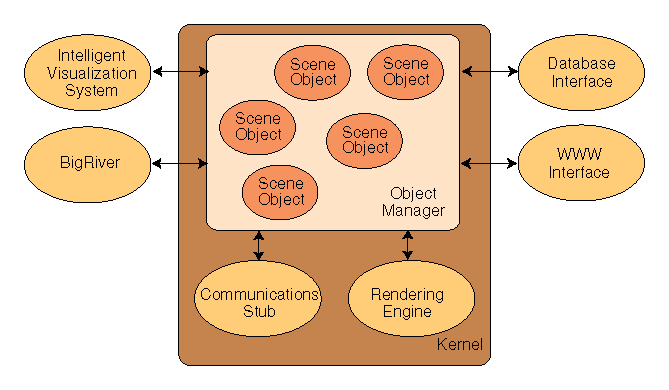 Intelligent
Visualization
System
BigRiver
Scene
Object
Scene
Object
Scene
Object
Scene
Object
Scene
Object
Object
Manager
Database
Interface
WWW
Interface
Communications
Stub
Rendering
Engine
Kernel